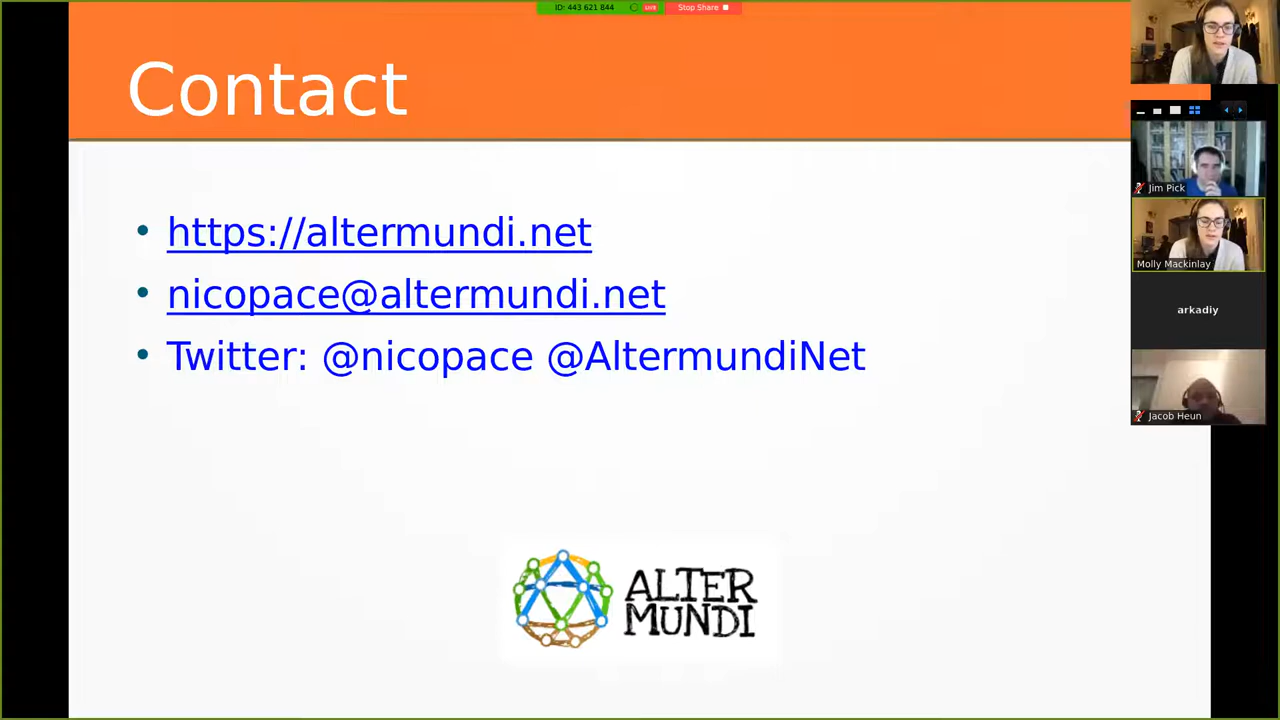 ID: 443 621 844
LIVE
Stop Share
Contact
https://altermundi.net
nicopace@altermundi.net
Twitter: @nicopace @AltermundiNet
ALTER
MUNDI
Jim Pick
Molly Mackinlay
arkadiy
Jacob Heun